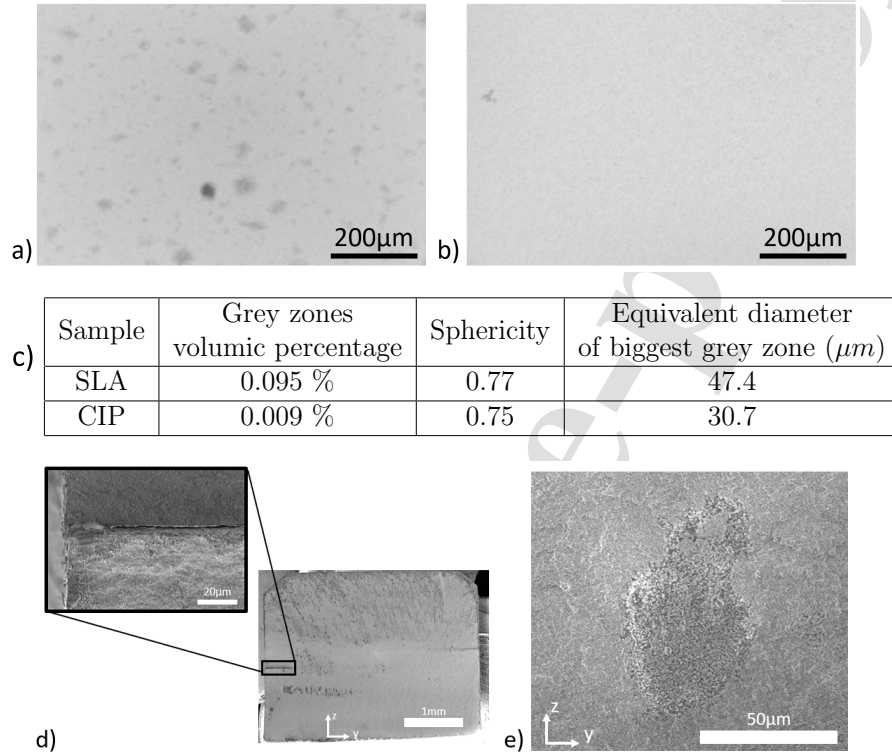 200µm
a)
200µm
b)
c)
Sample Grey zones volumic percentage Sphericity Equivalent diameter of biggest grey zone (µm)
SLA 0.095 % 0.77 47.4
CIP 0.009 % 0.75 30.7
20µm
1mm
z
y
d)
50µm
z
y
e)